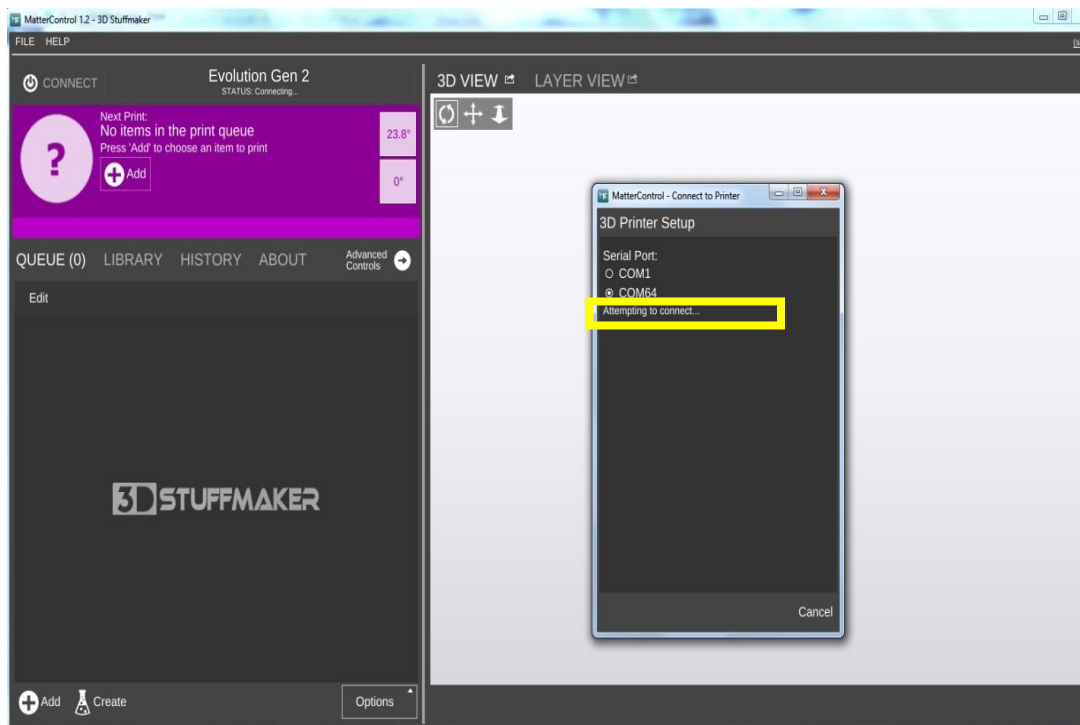 MatterControl 1.2 - 3D Stuffmaker
FILE HELP
CONNECT
Evolution Gen 2
STATUS: Connecting...
Next Print:
No items in the print queue
Press 'Add' to choose an item to print
Add
23.8°
0°
QUEUE (0) LIBRARY HISTORY ABOUT
Advanced
Controls
Edit
3DSTUFFMAKER
Add Create
Options
3D VIEW LAYER VIEW
MatterControl - Connect to Printer
3D Printer Setup
Serial Port:
COM1
COM64
Attempting to connect...
Cancel